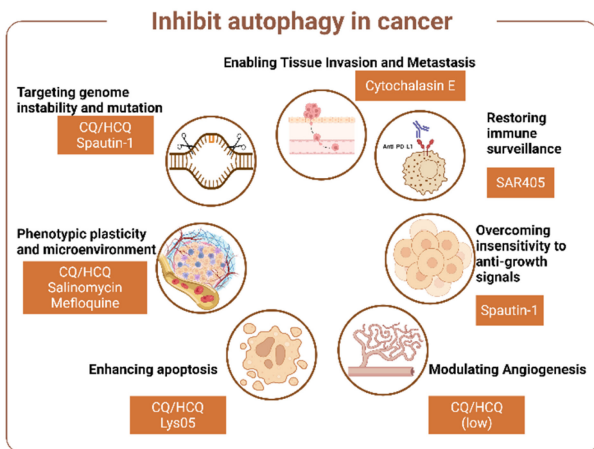 Inhibit autophagy in cancer
Enabling Tissue Invasion and Metastasis
Cytochalasin E
Targeting genome
instability and mutation
CQ/HCQ
Spautin-1
Anti PD L1
Restoring
immune
surveillance
SAR405
Phenotypic plasticity
and microenvironment
CQ/HCQ
Salinomycin
Mefloquine
Overcoming
insensitivity to
anti-growth
signals
Spautin-1
Enhancing apoptosis
CQ/HCQ
Lys05
Modulating Angiogenesis
CQ/HCQ
(low)